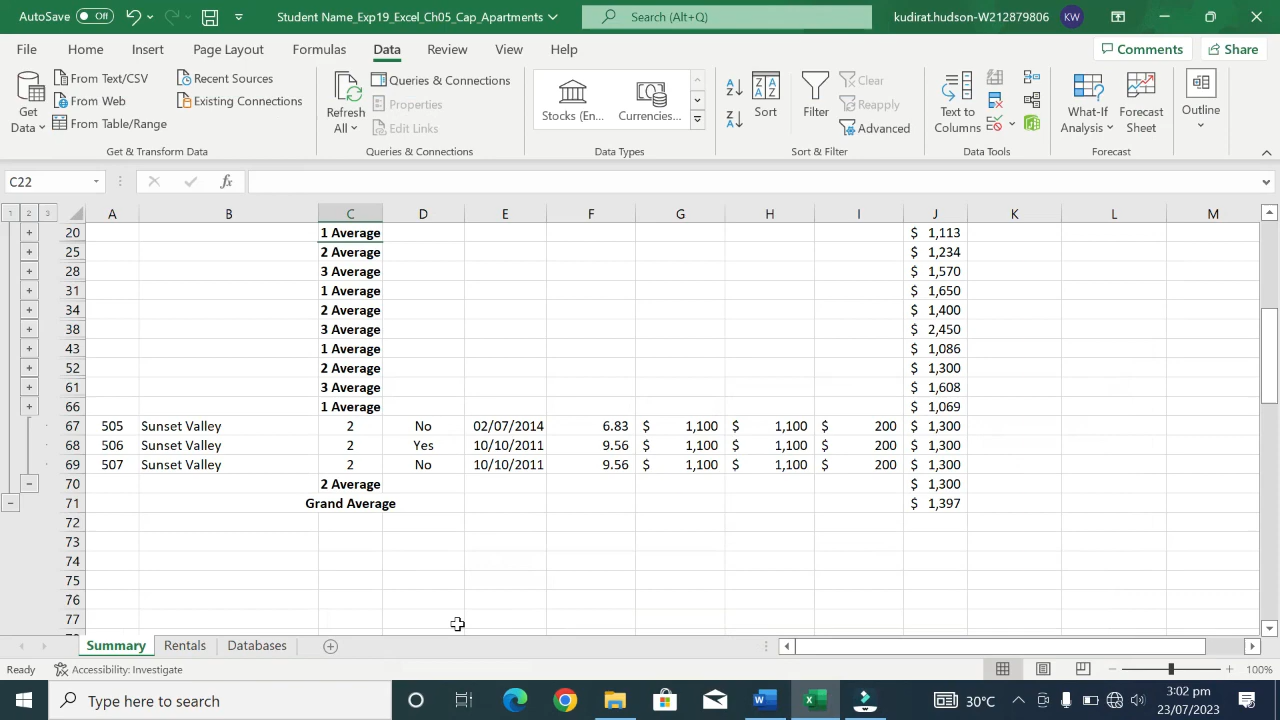 AutoSave Off Student Name_Exp19_Excel_Ch05_Cap_Apartments Search (Alt+Q) kudirat.hudson-W212879806 KW
File Home Insert Page Layout Formulas Data Review View Help Comments Share
Get Data From Text/CSV Recent Sources
From Web Existing Connections
From Table/Range
Get & Transform Data
Refresh All Queries & Connections
Properties
Edit Links
Queries & Connections
Stocks (En... Currencies...
Data Types
Sort Filter Clear
Reapply
Advanced
Sort & Filter
Text to Columns
Data Tools
What-If Analysis Forecast Sheet
Forecast
Outline
C22 fx
1 2 3 A B C D E F G H I J K L M
20 1 Average $ 1,113
25 2 Average $ 1,234
28 3 Average $ 1,570
31 1 Average $ 1,650
34 2 Average $ 1,400
38 3 Average $ 2,450
43 1 Average $ 1,086
52 2 Average $ 1,300
61 3 Average $ 1,608
66 1 Average $ 1,069
67 505 Sunset Valley 2 No 02/07/2014 6.83 $ 1,100 $ 1,100 $ 200 $ 1,300
68 506 Sunset Valley 2 Yes 10/10/2011 9.56 $ 1,100 $ 1,100 $ 200 $ 1,300
69 507 Sunset Valley 2 No 10/10/2011 9.56 $ 1,100 $ 1,100 $ 200 $ 1,300
70 2 Average $ 1,300
71 Grand Average $ 1,397
72
73
74
75
76
77
Summary Rentals Databases
Ready Accessibility: Investigate 100%
Type here to search 30°C 3:02 pm
23/07/2023